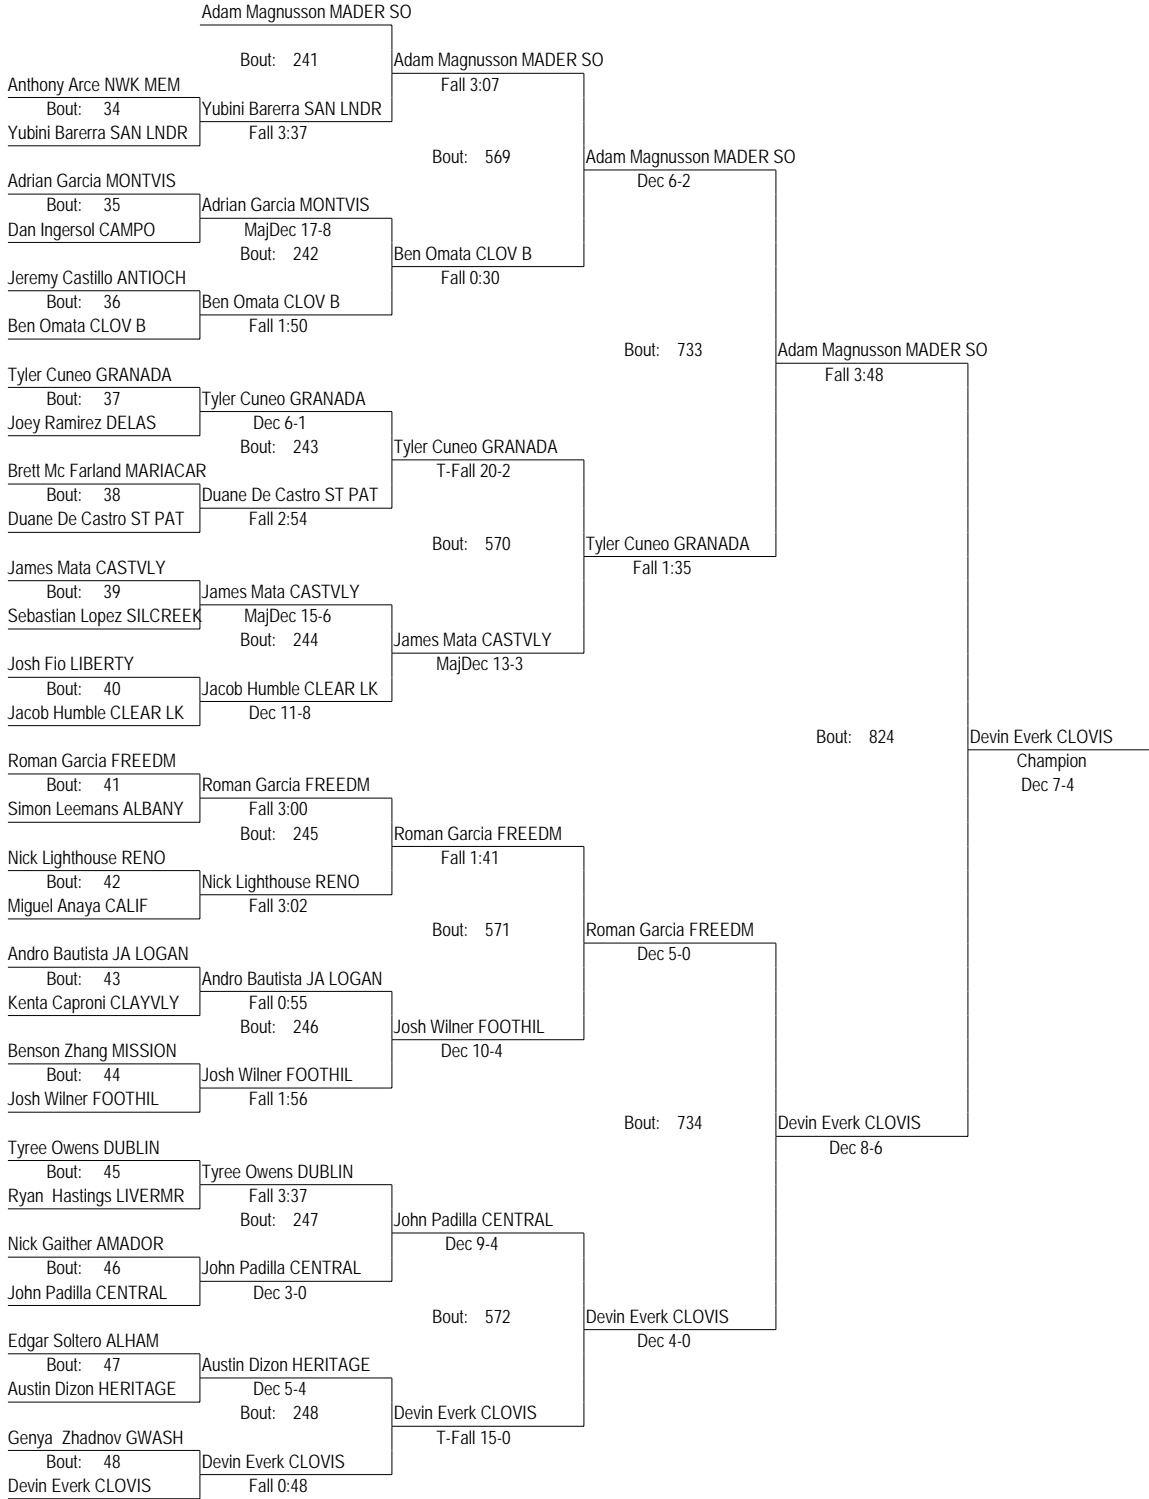 Adam Magnusson MADER SO
Bout: 241
Adam Magnusson MADER SO
Anthony Arce NWK MEM
Fall 3:07
Bout: 34
Yubini Barerra SAN LNDR
Yubini Barerra SAN LNDR
Fall 3:37
Bout: 569
Adam Magnusson MADER SO
Adrian Garcia MONTVIS
Dec 6-2
Bout: 35
Adrian Garcia MONTVIS
Dan Ingersol CAMPO
MajDec 17-8
Bout: 242
Ben Omata CLOV B
Jeremy Castillo ANTIOCH
Fall 0:30
Bout: 36
Ben Omata CLOV B
Ben Omata CLOV B
Fall 1:50
Bout: 733
Adam Magnusson MADER SO
Tyler Cuneo GRANADA
Fall 3:48
Bout: 37
Tyler Cuneo GRANADA
Joey Ramirez DELAS
Dec 6-1
Bout: 243
Tyler Cuneo GRANADA
Brett Mc Farland MARIACAR
T-Fall 20-2
Bout: 38
Duane De Castro ST PAT
Duane De Castro ST PAT
Fall 2:54
Bout: 570
Tyler Cuneo GRANADA
James Mata CASTVLY
Fall 1:35
Bout: 39
James Mata CASTVLY
Sebastian Lopez SILCREEK
MajDec 15-6
Bout: 244
James Mata CASTVLY
Josh Fio LIBERTY
MajDec 13-3
Bout: 40
Jacob Humble CLEAR LK
Jacob Humble CLEAR LK
Dec 11-8
Bout: 824
Devin Everk CLOVIS
Roman Garcia FREEDM
Champion
Bout: 41
Roman Garcia FREEDM
Dec 7-4
Simon Leemans ALBANY
Fall 3:00
Bout: 245
Roman Garcia FREEDM
Nick Lighthouse RENO
Fall 1:41
Bout: 42
Nick Lighthouse RENO
Miguel Anaya CALIF
Fall 3:02
Bout: 571
Roman Garcia FREEDM
Andro Bautista JA LOGAN
Dec 5-0
Bout: 43
Andro Bautista JA LOGAN
Kenta Caproni CLAYVLY
Fall 0:55
Bout: 246
Josh Wilner FOOTHIL
Benson Zhang MISSION
Dec 10-4
Bout: 44
Josh Wilner FOOTHIL
Josh Wilner FOOTHIL
Fall 1:56
Bout: 734
Devin Everk CLOVIS
Tyree Owens DUBLIN
Dec 8-6
Bout: 45
Tyree Owens DUBLIN
Ryan Hastings LIVERMR
Fall 3:37
Bout: 247
John Padilla CENTRAL
Nick Gaither AMADOR
Dec 9-4
Bout: 46
John Padilla CENTRAL
John Padilla CENTRAL
Dec 3-0
Bout: 572
Devin Everk CLOVIS
Edgar Soltero ALHAM
Dec 4-0
Bout: 47
Austin Dizon HERITAGE
Austin Dizon HERITAGE
Dec 5-4
Bout: 248
Devin Everk CLOVIS
Genya Zhadnov GWASH
T-Fall 15-0
Bout: 48
Devin Everk CLOVIS
Devin Everk CLOVIS
Fall 0:48